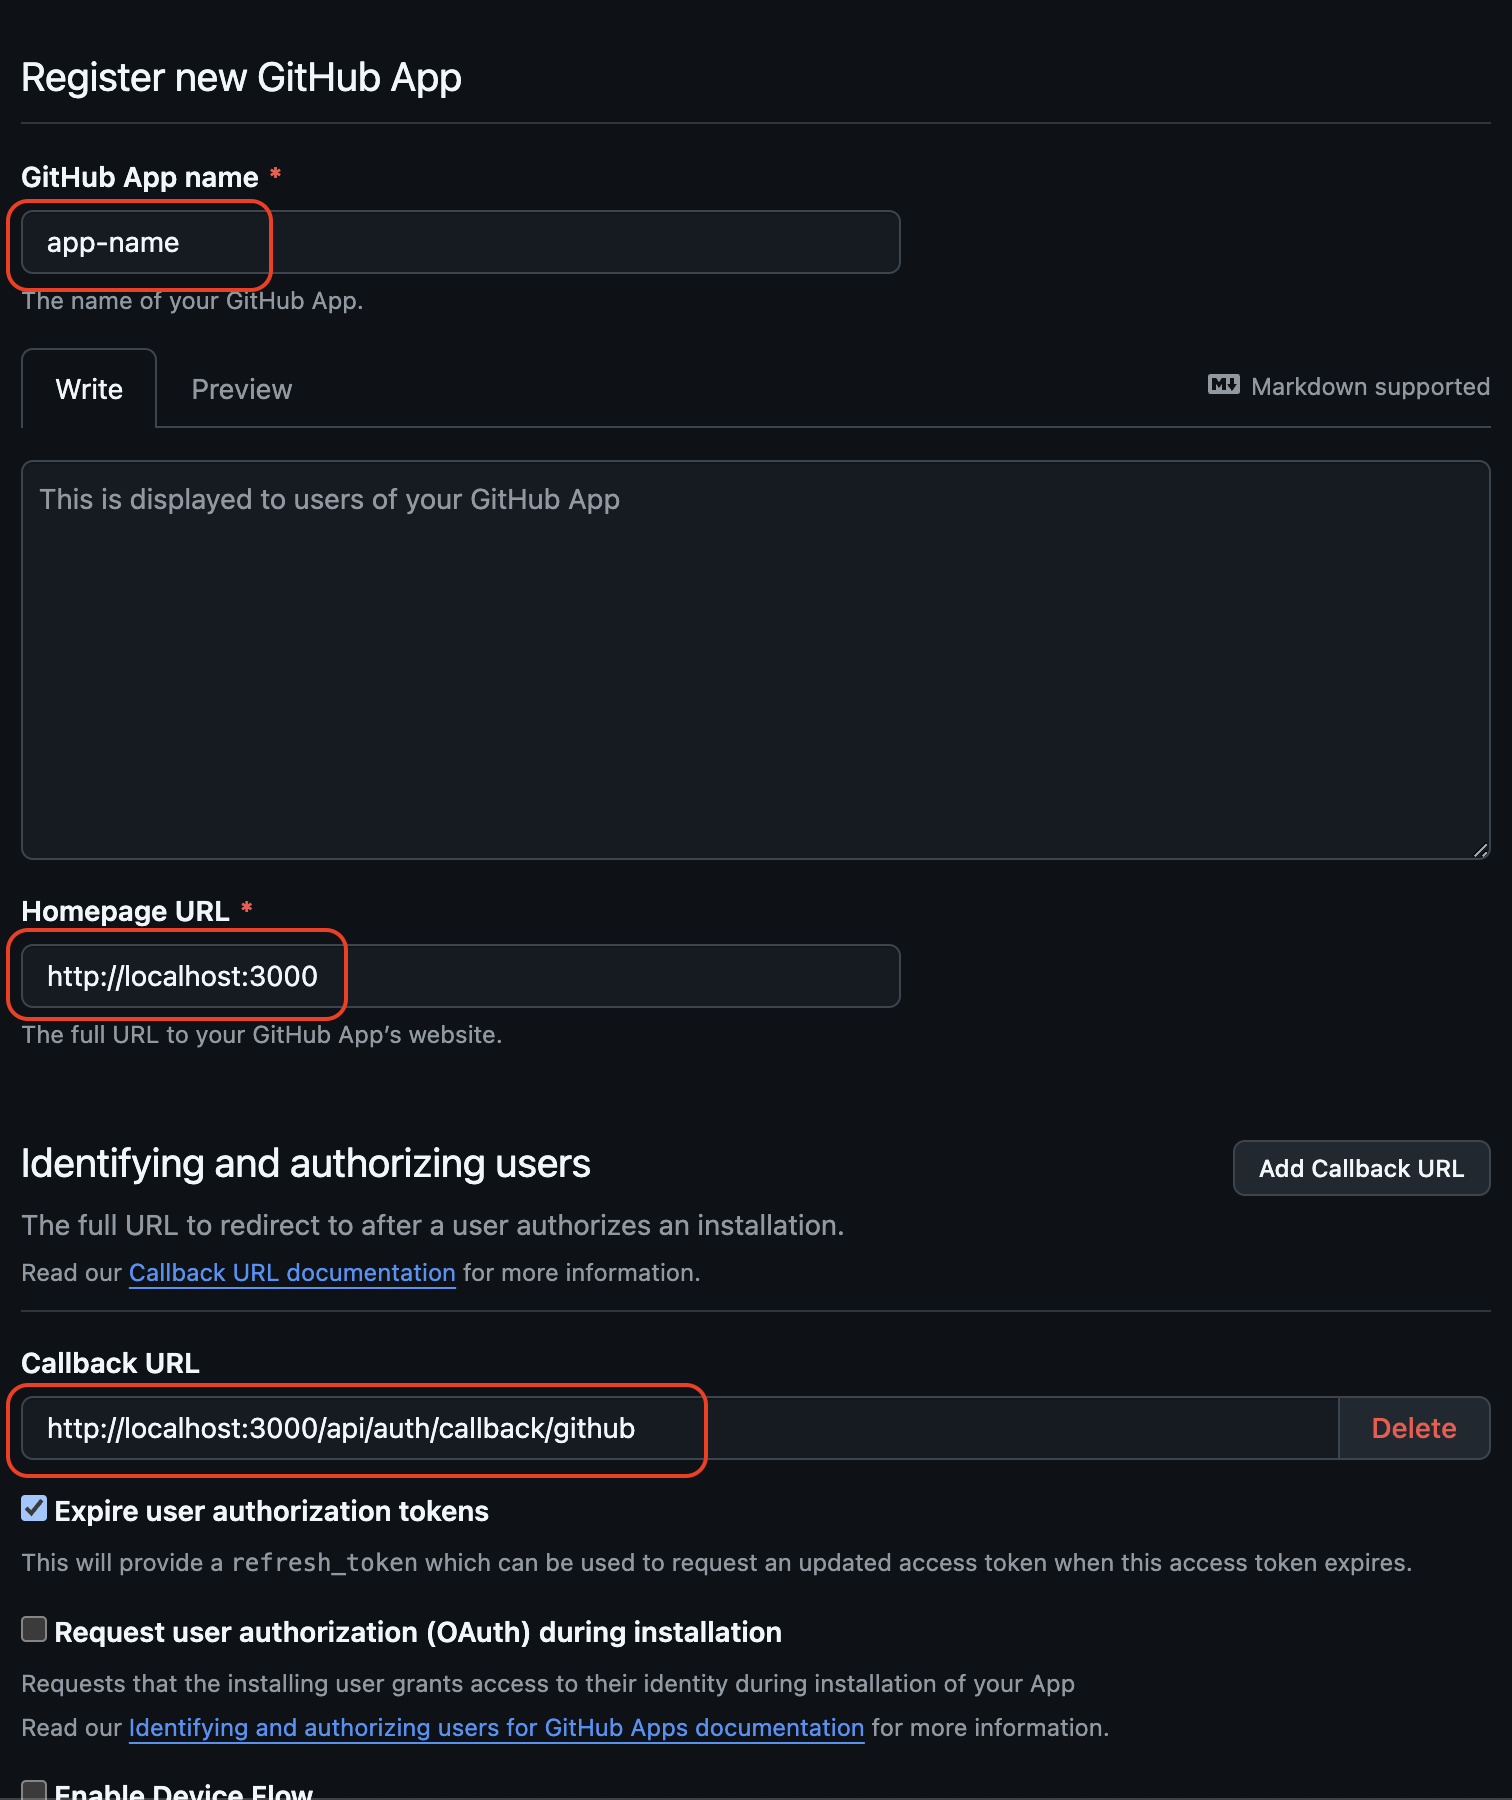 Register new GitHub App
GitHub App name *
app-name
The name of your GitHub App.
Write Preview Markdown supported
This is displayed to users of your GitHub App
Homepage URL *
http://localhost:3000
The full URL to your GitHub App’s website.
Identifying and authorizing users Add Callback URL
The full URL to redirect to after a user authorizes an installation.
Read our Callback URL documentation for more information.
Callback URL
http://localhost:3000/api/auth/callback/github Delete
Expire user authorization tokens
This will provide a refresh_token which can be used to request an updated access token when this access token expires.
Request user authorization (OAuth) during installation
Requests that the installing user grants access to their identity during installation of your App
Read our Identifying and authorizing users for GitHub Apps documentation for more information.
Enable Device Flow